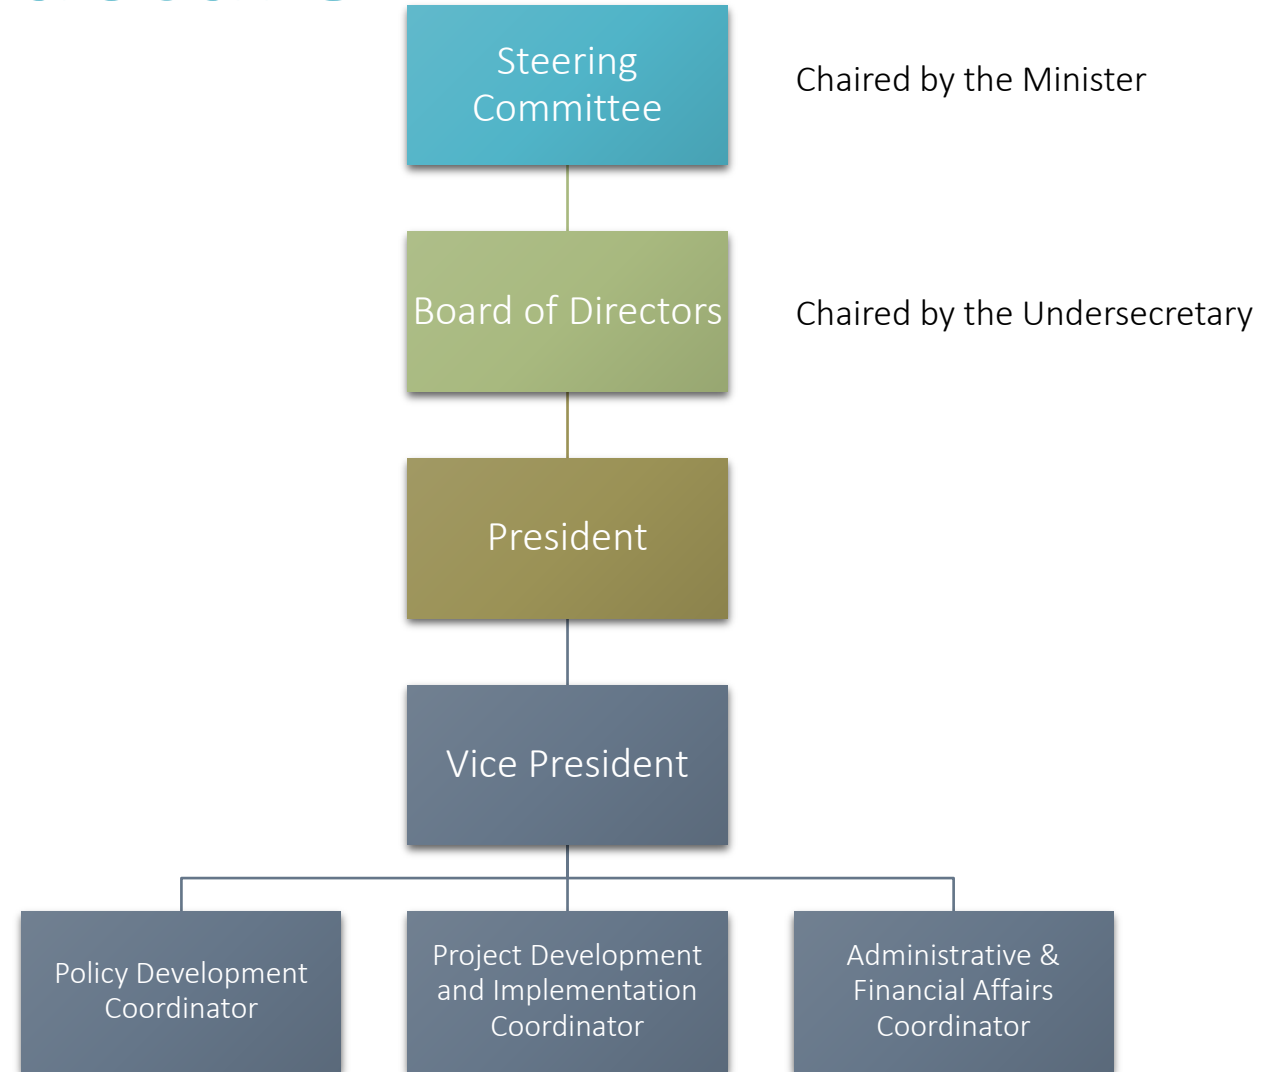 Steering
Committee
Chaired by the Minister
Board of Directors
Chaired by the Undersecretary
President
Vice President
Policy Development
Coordinator
Project Development
and Implementation
Coordinator
Administrative &
Financial Affairs
Coordinator